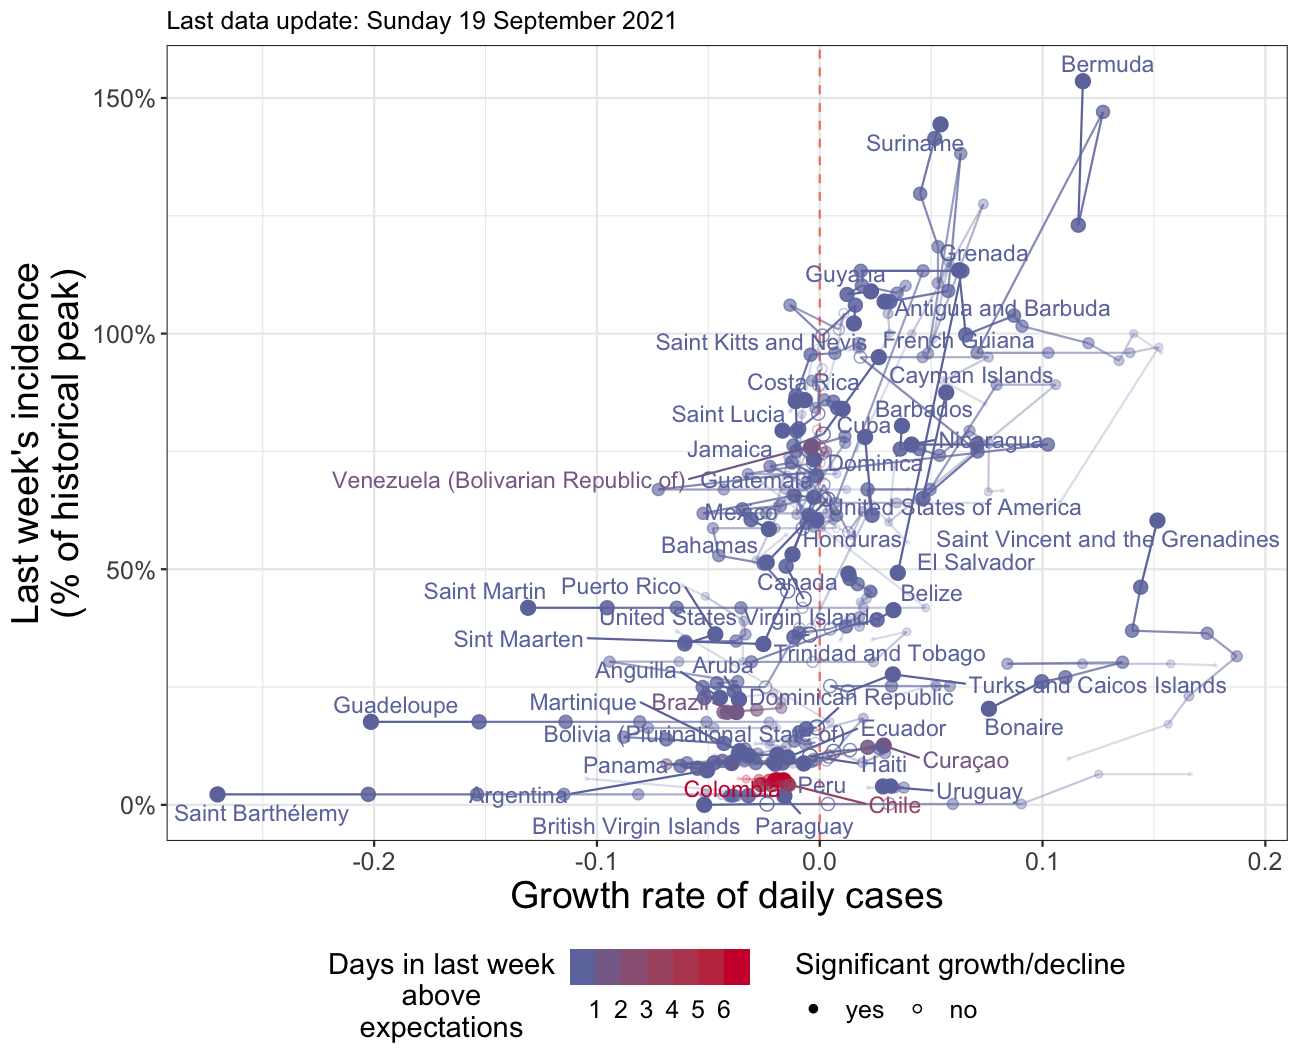 Last data update: Sunday 19 September 2021
Bermuda
150%
Suriname
Grenada
Guyana
Antigua and Barbuda
100%
Saint Kitts and Nevis
French Guiana
Cayman Islands
Costa Rica
Barbados
Saint Lucia
Cuba
Nicaragua
Jamaica
Dominica
Venezuela (Bolivarian Republic of)
Guatemala
United States of America
Mexico
Honduras
Saint Vincent and the Grenadines
Bahamas
El Salvador
50%
Canada
Puerto Rico
Saint Martin
Belize
United States Virgin Islands
Sint Maarten
Trinidad and Tobago
Aruba
Anguilla
Turks and Caicos Islands
Dominican Republic
Martinique
Brazil
Guadeloupe
Bonaire
Ecuador
Bolivia (Plurinational State of)
Curaçao
Haiti
Panama
Peru
Colombia
Uruguay
Argentina
0%
Chile
Saint Barthélemy
British Virgin Islands
Paraguay
-0.2
-0.1
0.0
0.1
0.2
Last week's incidence
(% of historical peak)
Growth rate of daily cases
Days in last week
above
expectations
1 2 3 4 5 6
Significant growth/decline
yes
no